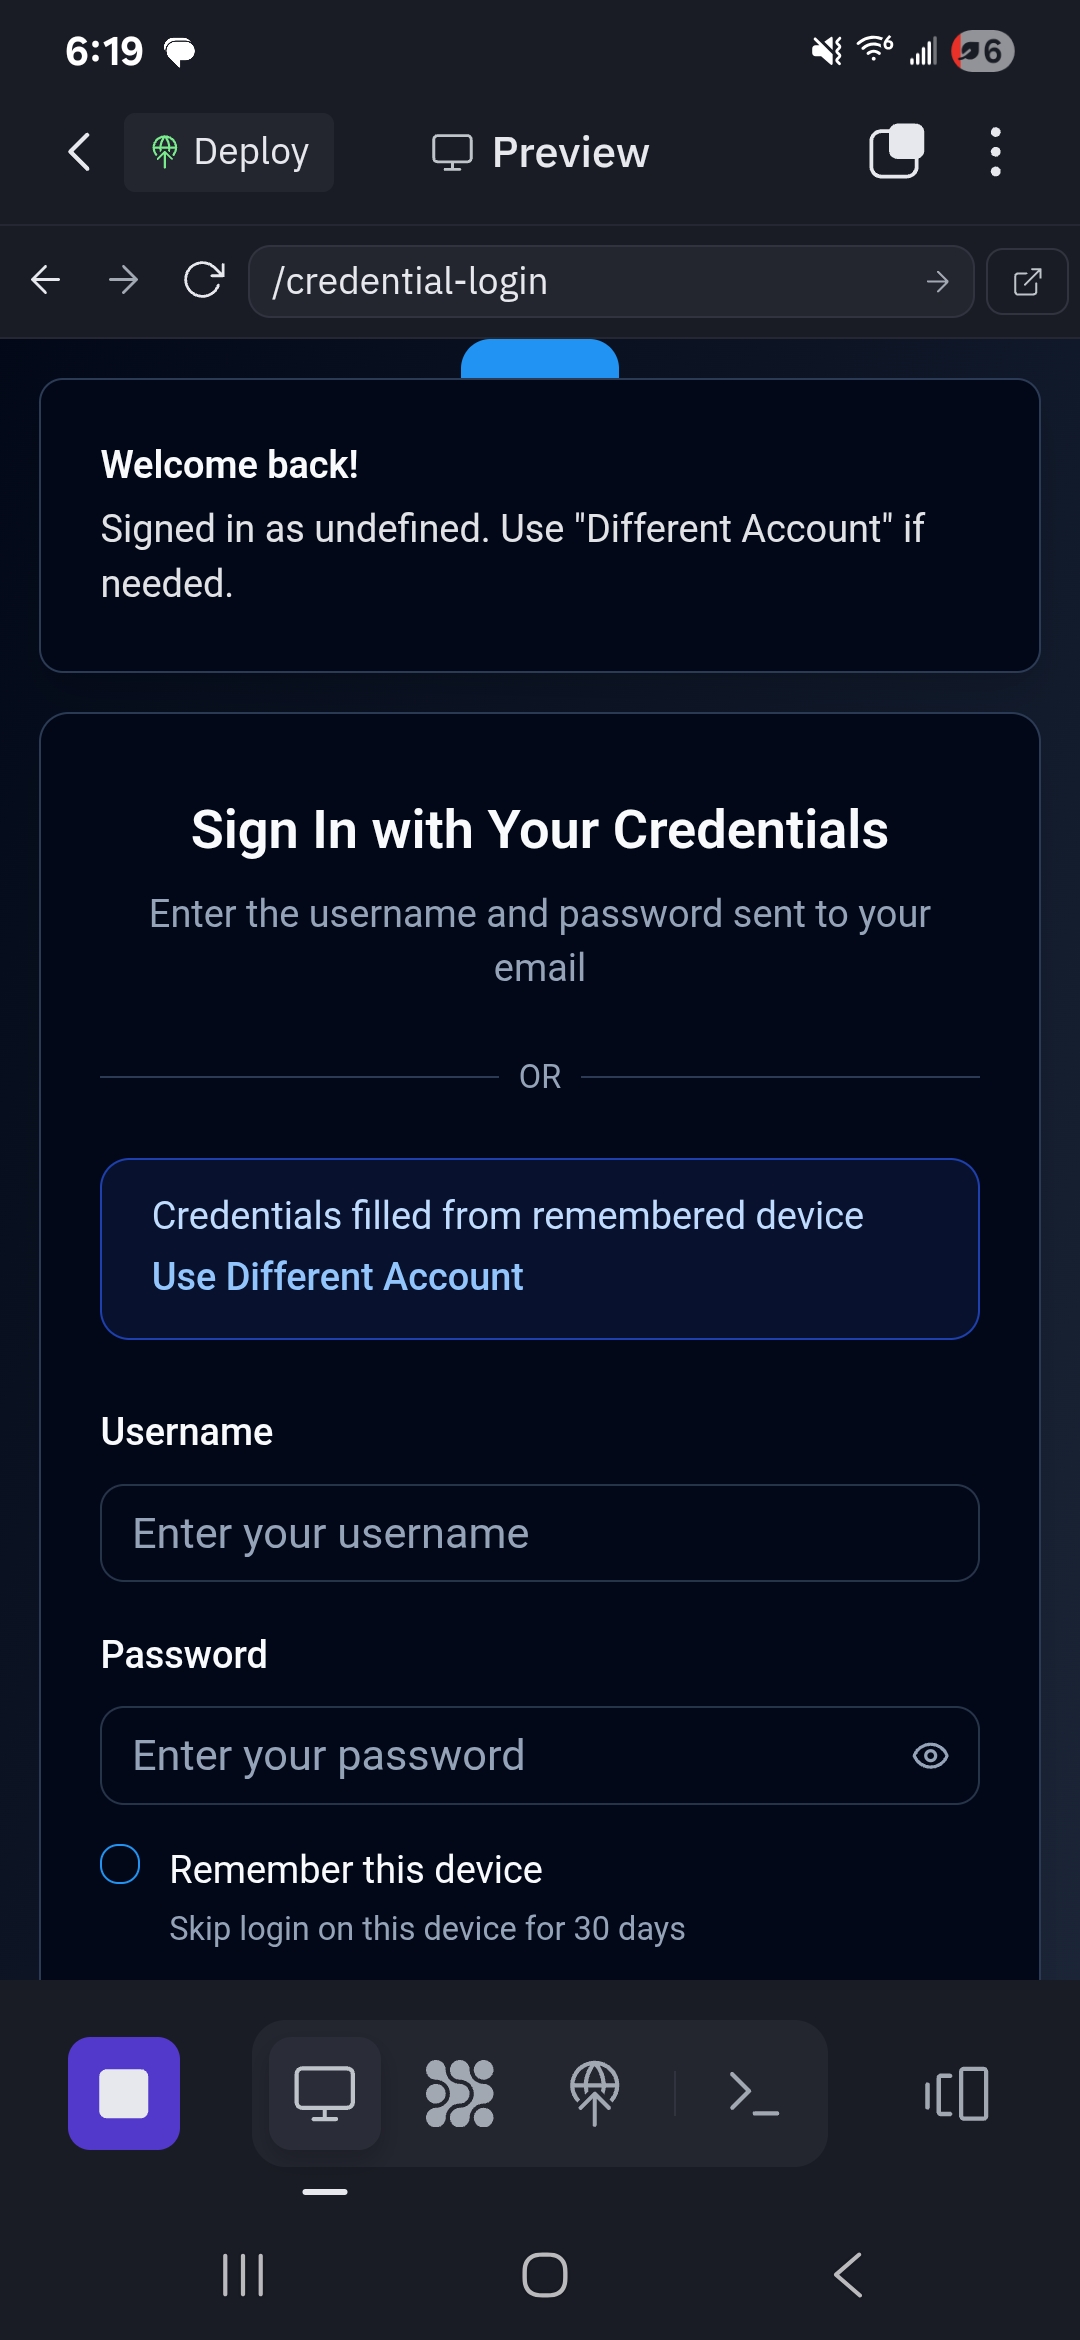 6:19
6
6
Deploy
Preview
/credential-login
Welcome back!
Signed in as undefined. Use "Different Account" if
needed.
Sign In with Your Credentials
Enter the username and password sent to your
email
OR
Credentials filled from remembered device
Use Different Account
Username
Enter your username
Password
Enter your password
Remember this device
Skip login on this device for 30 days